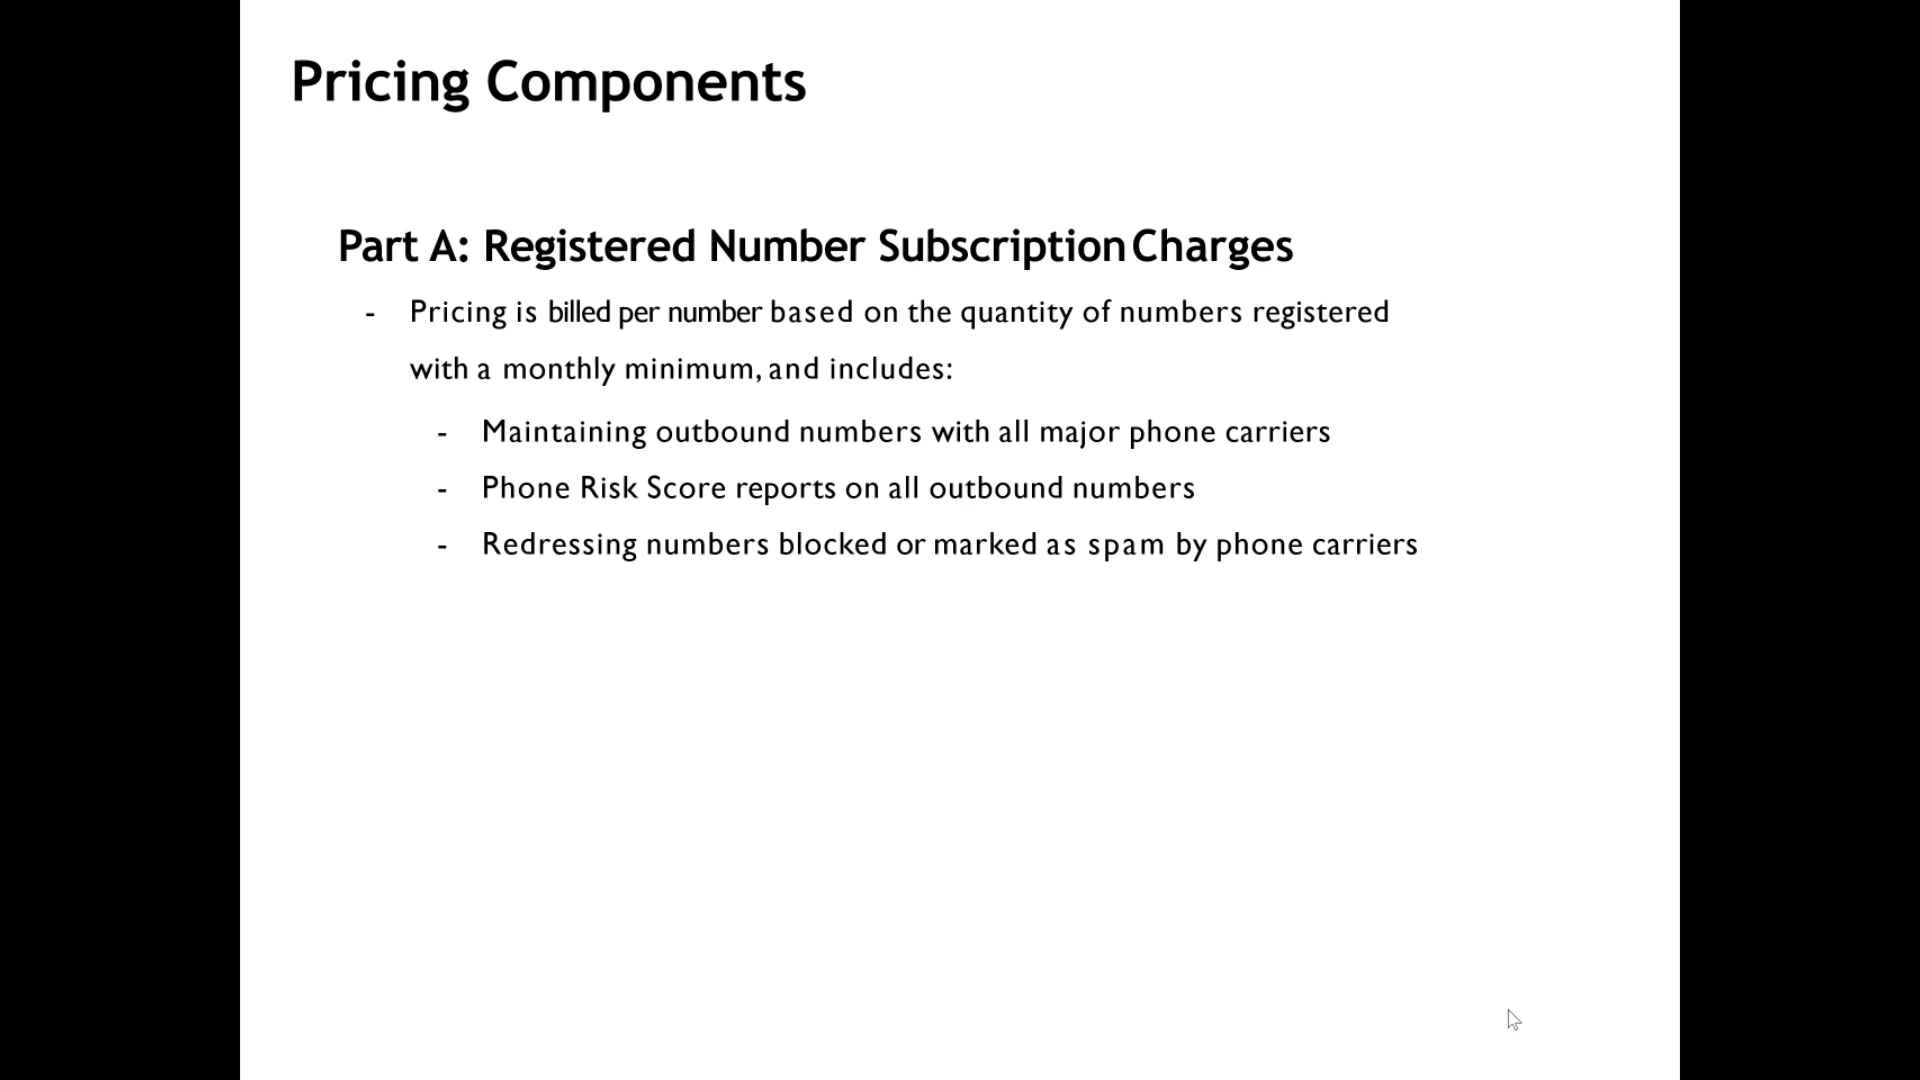 Pricing Components
Part A: Registered Number Subscription Charges
- Pricing is billed per number based on the quantity of numbers registered
with a monthly minimum, and includes:
- Maintaining outbound numbers with all major phone carriers
- Phone Risk Score reports on all outbound numbers
- Redressing numbers blocked or marked as spam by phone carriers